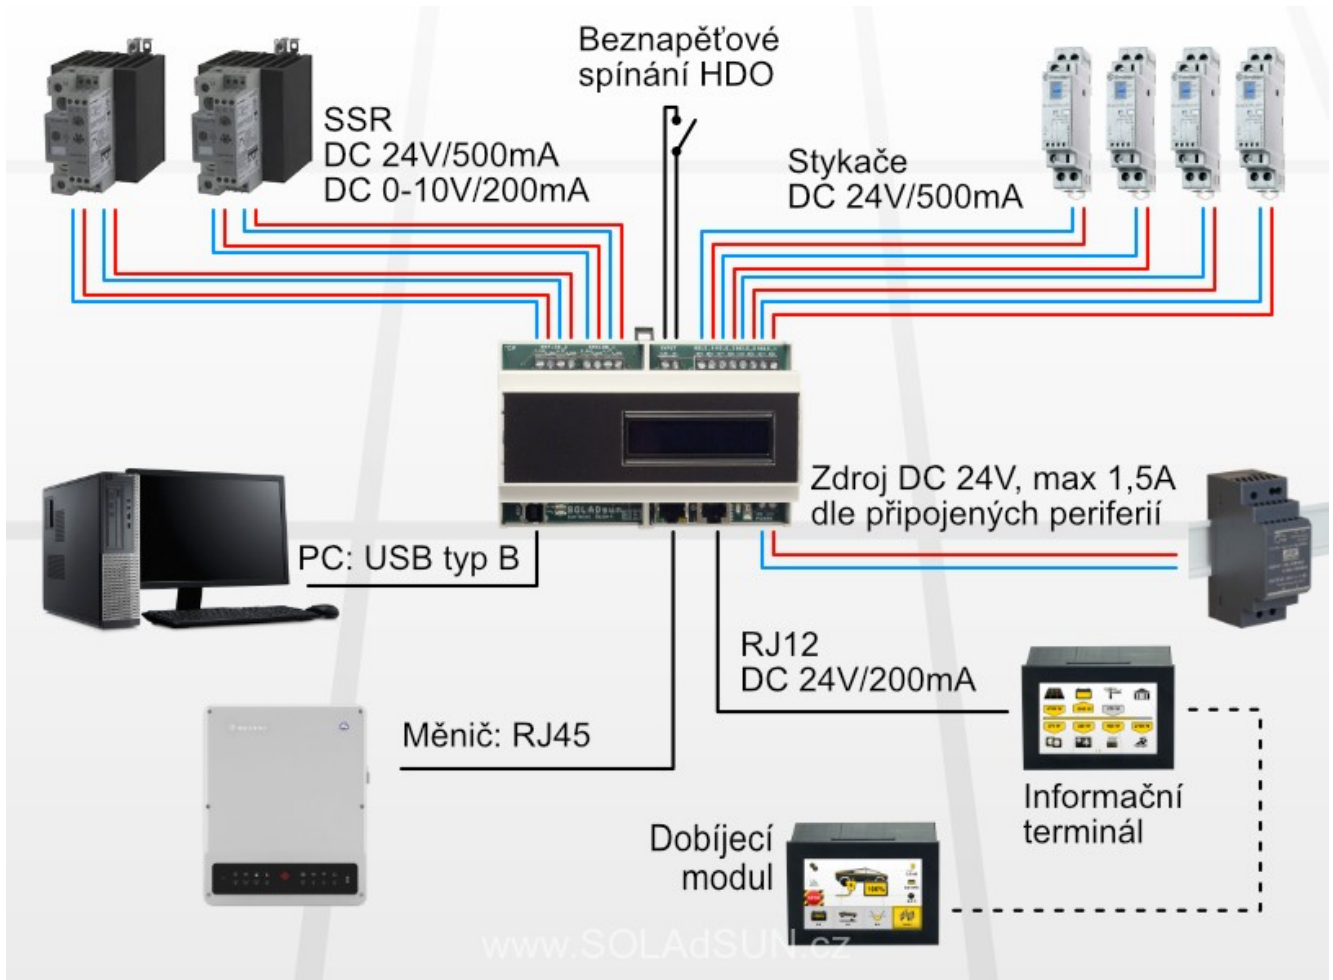 Beznapěťové
spínání HDO
SSR
DC 24V/500mA
DC 0-10V/200mA
Stykače
DC 24V/500mA
Zdroj DC 24V, max 1,5A
dle připojených periferií
SOLAdSUN
PC: USB typ B
RJ12
DC 24V/200mA
Měnič: RJ45
Informační
terminál
Dobíjecí
modul
100%
www.SOLAdSUN.cz